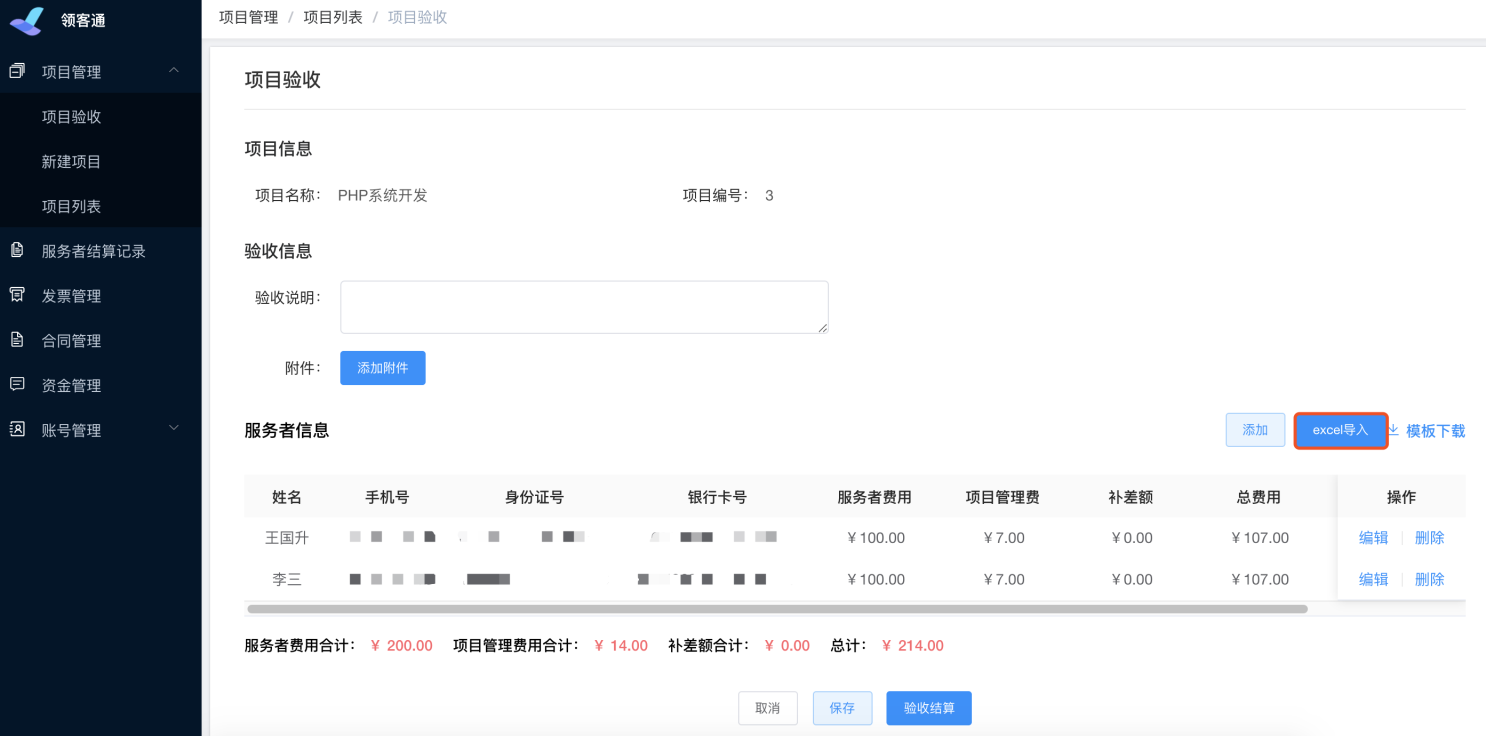 领客通
项目管理 / 项目列表 / 项目验收
项目管理
项目验收
新建项目
项目列表
服务者结算记录
发票管理
合同管理
资金管理
账号管理
项目验收
项目信息
项目名称： PHP系统开发 项目编号： 3
验收信息
验收说明：
附件： 添加附件
服务者信息 添加 excel导入 模板下载
姓名 手机号 身份证号 银行卡号 服务者费用 项目管理费 补差额 总费用 操作
王国升 ￥100.00 ￥7.00 ￥0.00 ￥107.00 编辑 删除
李三 ￥100.00 ￥7.00 ￥0.00 ￥107.00 编辑 删除
服务者费用合计： ￥ 200.00 项目管理费用合计： ￥ 14.00 补差额合计： ￥ 0.00 总计： ￥ 214.00
取消 保存 验收结算